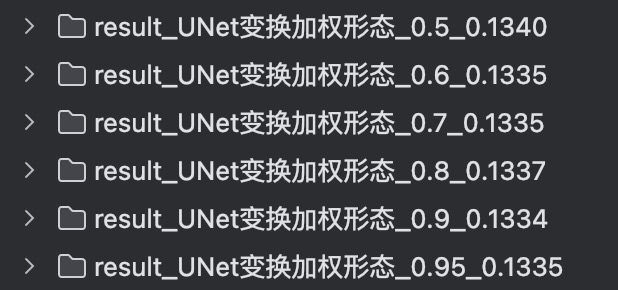 result_UNet变换加权形态_0.5_0.1340
result_UNet变换加权形态_0.6_0.1335
result_UNet变换加权形态_0.7_0.1335
result_UNet变换加权形态_0.8_0.1337
result_UNet变换加权形态_0.9_0.1334
result_UNet变换加权形态_0.95_0.1335